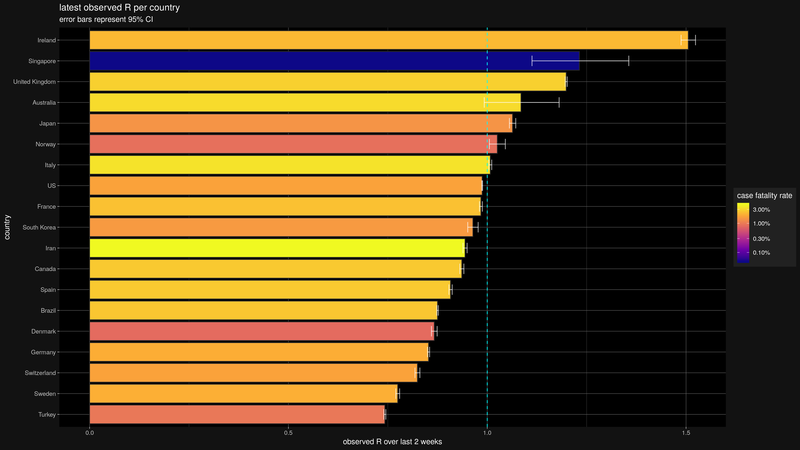 latest observed R per country
error bars represent 95% CI
country
Ireland
Singapore
United Kingdom
Australia
Japan
Norway
Italy
US
France
South Korea
Iran
Canada
Spain
Brazil
Denmark
Germany
Switzerland
Sweden
Turkey
0.0 0.5 1.0 1.5
observed R over last 2 weeks
case fatality rate
3.00%
1.00%
0.30%
0.10%